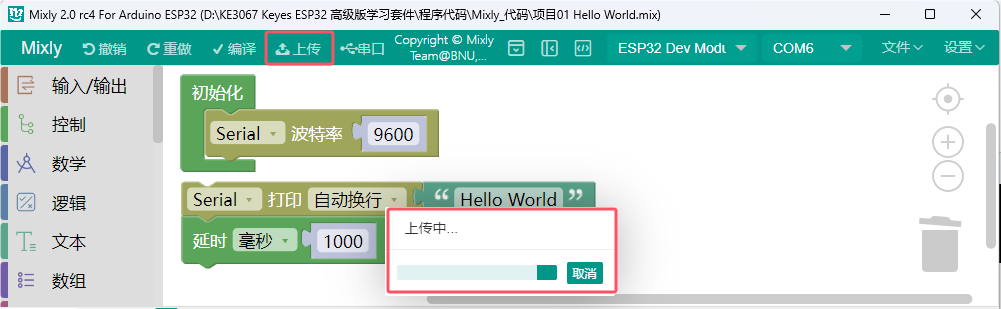 Mixly 2.0 rc4 For Arduino ESP32 (D:\KE3067 Keyes ESP32 高级版学习套件\程序代码\Mixly_代码\项目01 Hello World.mix)
Mixly 撤销 重做 编译 上传 串口 Copyright © Mixly Team@BNU,... ESP32 Dev Modu COM6 文件 设置
输入/输出
控制
数学
逻辑
文本
数组
初始化
Serial 波特率 9600
Serial 打印 自动换行 “ Hello World ”
延时 毫秒 1000
上传中...
取消